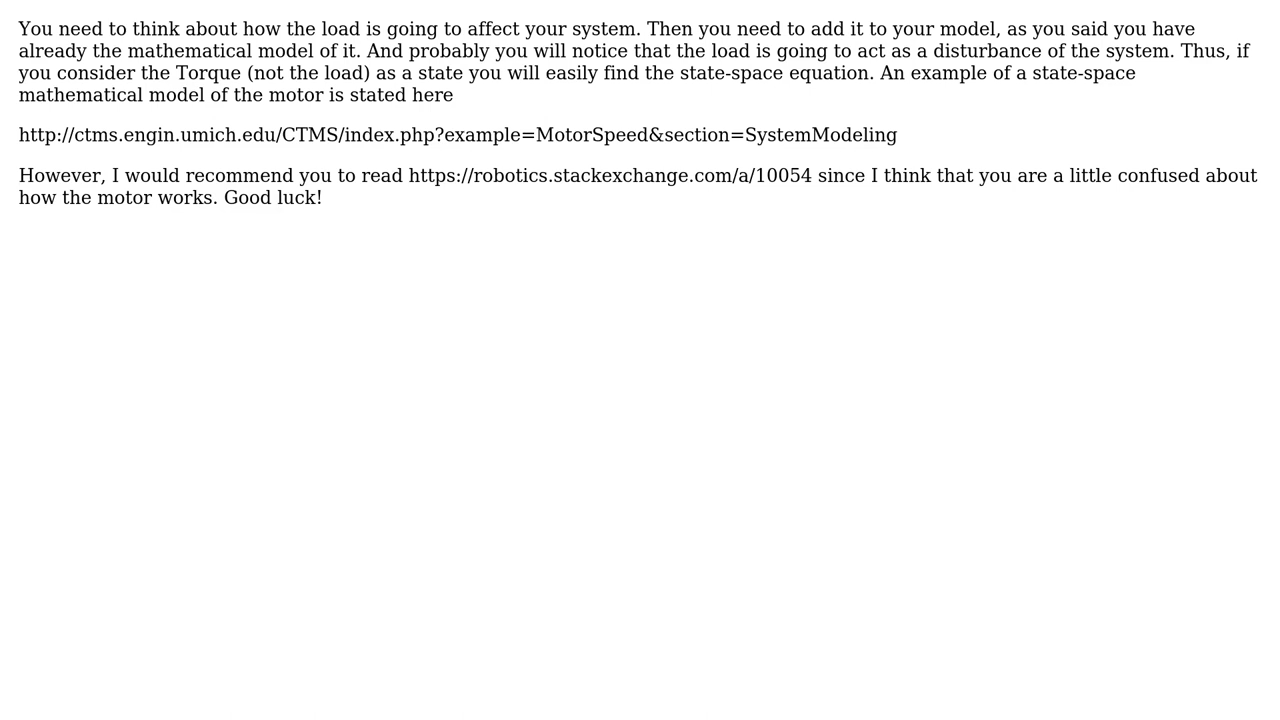 You need to think about how the load is going to affect your system. Then you need to add it to your model, as you said you have
already the mathematical model of it. And probably you will notice that the load is going to act as a disturbance of the system. Thus, if
you consider the Torque (not the load) as a state you will easily find the state-space equation. An example of a state-space
mathematical model of the motor is stated here
http://ctms.engin.umich.edu/CTMS/index.php?example=MotorSpeed&section=SystemModeling
However, I would recommend you to read https://robotics.stackexchange.com/a/10054 since I think that you are a little confused about
how the motor works. Good luck!